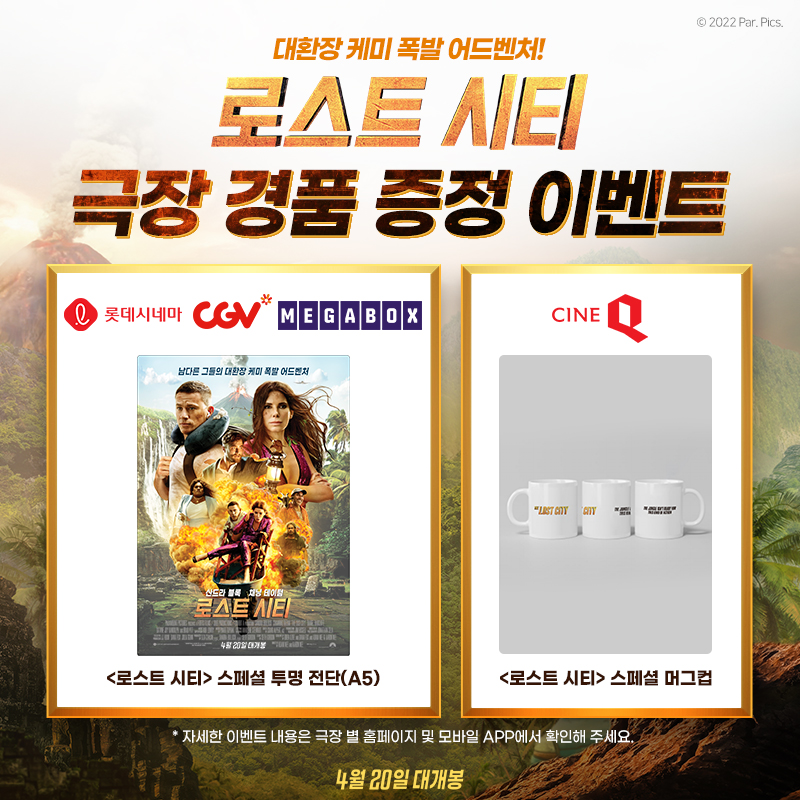 © 2022 Par. Pics.
대환장 케미 폭발 어드벤처!
로스트 시티
극장 경품 증정 이벤트
롯데시네마 CGV MEGABOX
CINE Q
남다른 그들의 대환장 케미 폭발 어드벤처
산드라 블록 채닝 테이텀
로스트 시티
4월 20일 대개봉
THE LOST CITY
CITY
<로스트 시티> 스페셜 투명 전단(A5)
<로스트 시티> 스페셜 머그컵
* 자세한 이벤트 내용은 극장 별 홈페이지 및 모바일 APP에서 확인해 주세요.
4월 20일 대개봉